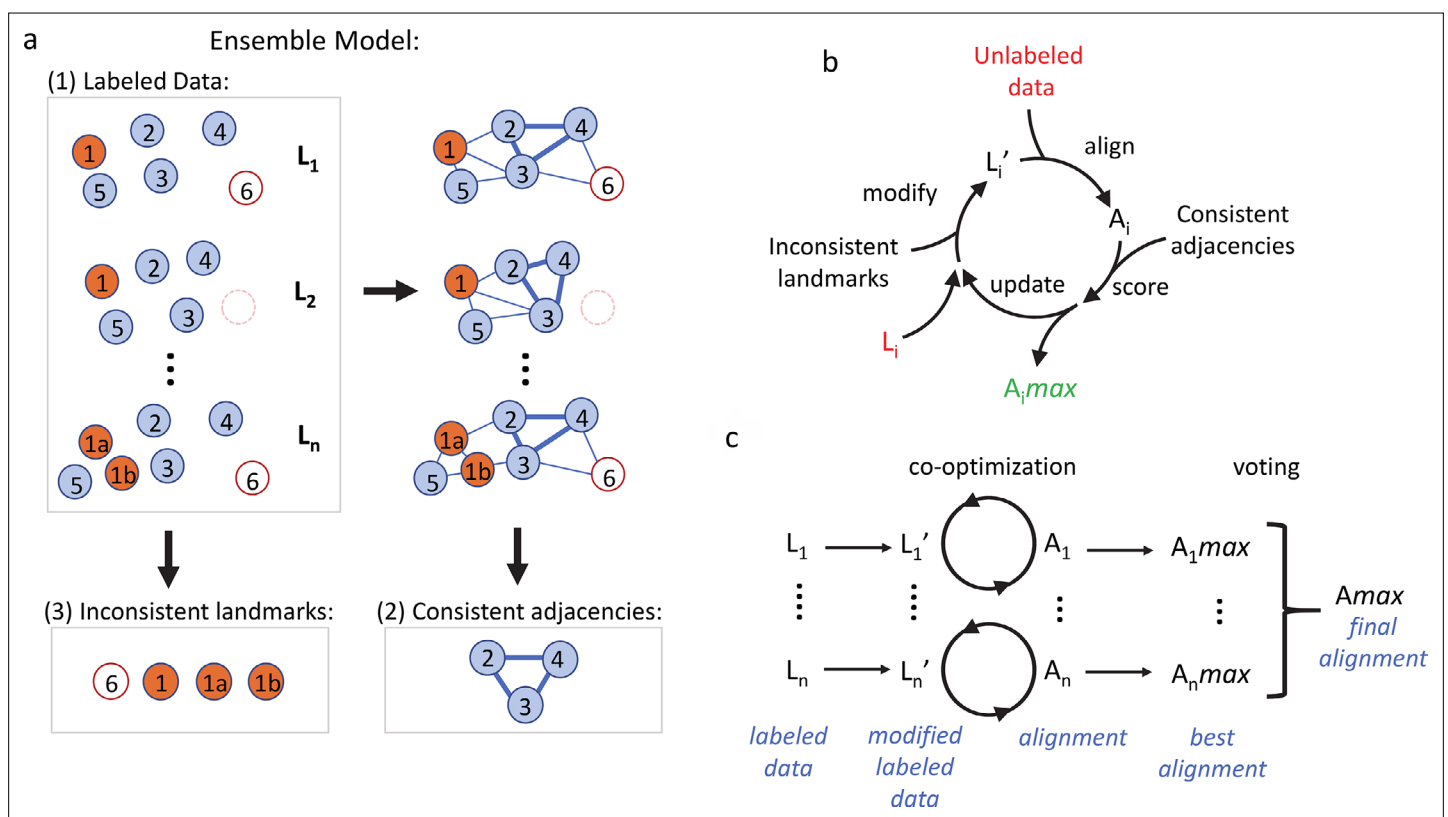 a
Ensemble Model:
(1) Labeled Data:
1 2 4 3 5 6 L1
1 2 4 3 5 6
1 2 4 3 5 L2
1 2 4 3 5
1a 1b 2 4 3 5 6 Ln
1a 1b 2 4 3 5 6
(3) Inconsistent landmarks:
6 1 1a 1b
(2) Consistent adjacencies:
2 4
3
b
Unlabeled
data
align
Li’
modify
Ai
Consistent
adjacencies
Inconsistent
landmarks
update
score
Li
Aimax
c
co-optimization
voting
L1 L1’ A1 A1max
Amax
final
alignment
Ln Ln’ An Anmax
labeled
data
modified
labeled
data
alignment
best
alignment